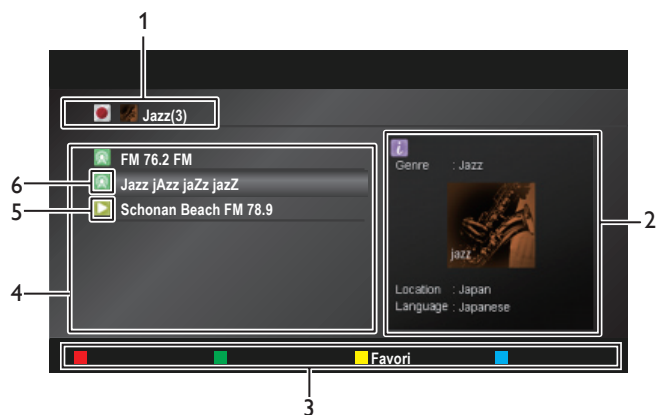 1
Jazz(3)
FM 76.2 FM
Jazz jAzz jaZz jazZ
Schonan Beach FM 78.9
6
5
4
i
Genre : Jazz
jazz
Location : Japan
Language : Japanese
2
Favori
3